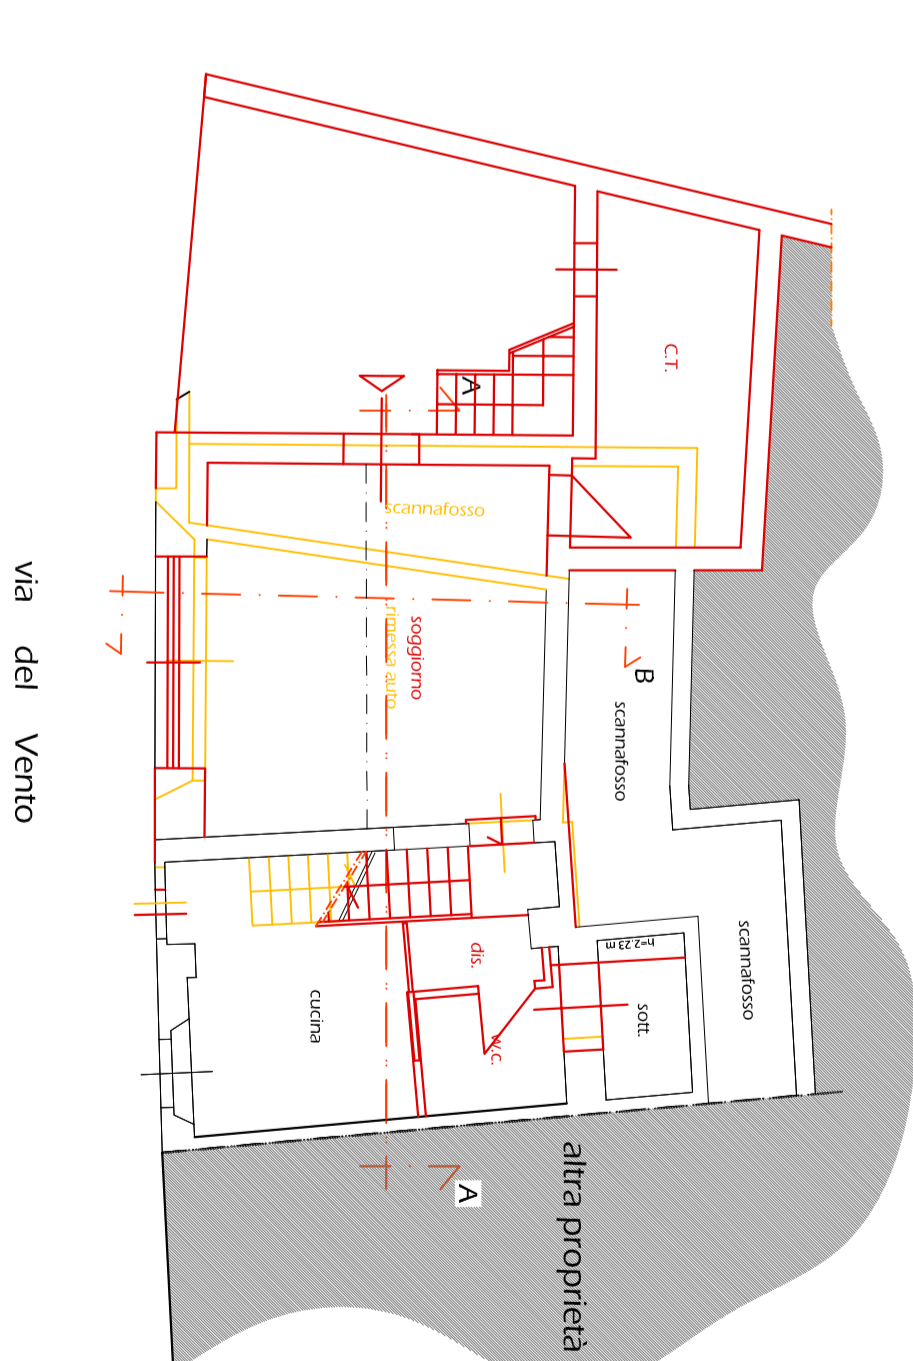 C.T.
A
scannafosso
soggiorno
rimessa auto
B
scannafosso
via del Vento
scannafosso
h=2.23 m
dis.
cucina
sott.
w.c.
A
altra proprietà